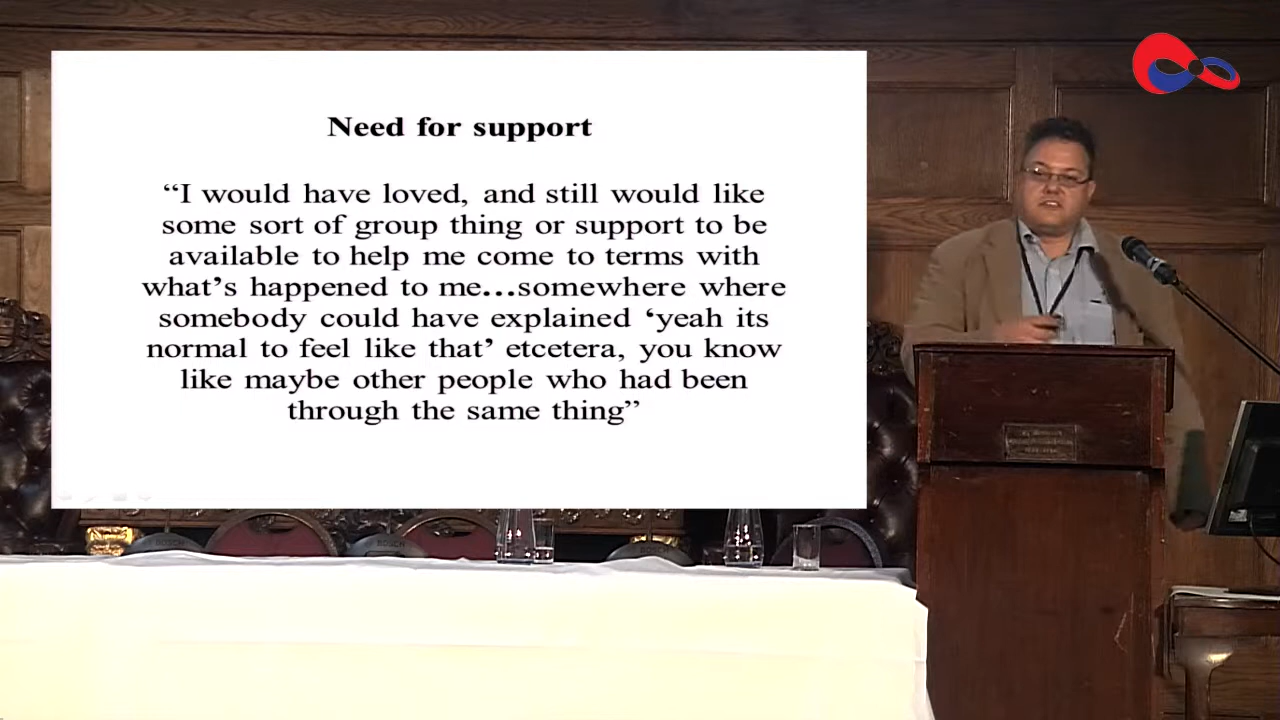 Need for support
“I would have loved, and still would like
some sort of group thing or support to be
available to help me come to terms with
what’s happened to me...somewhere where
somebody could have explained ‘yeah its
normal to feel like that’ etcetera, you know
like maybe other people who had been
through the same thing”